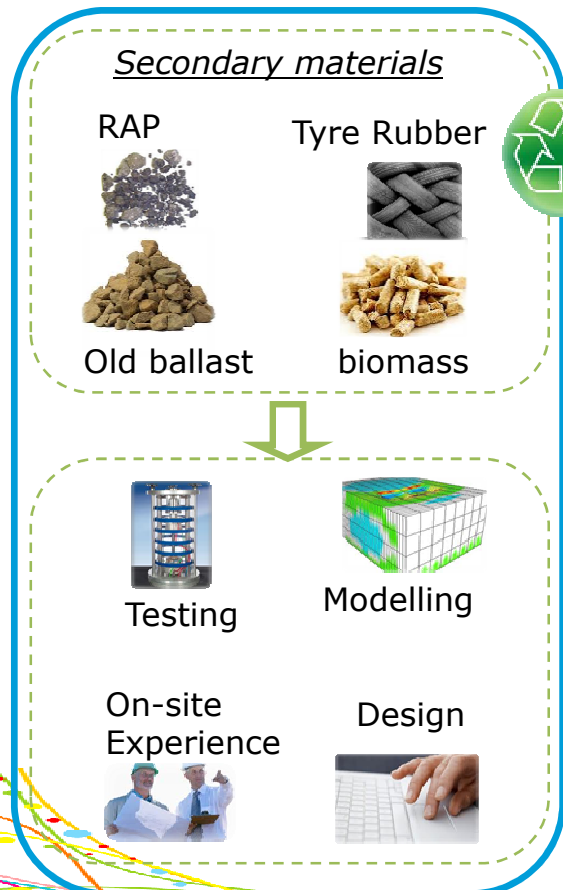 Secondary materials
RAP
Tyre Rubber
Old ballast
biomass
Testing
Modelling
On-site
Experience
Design